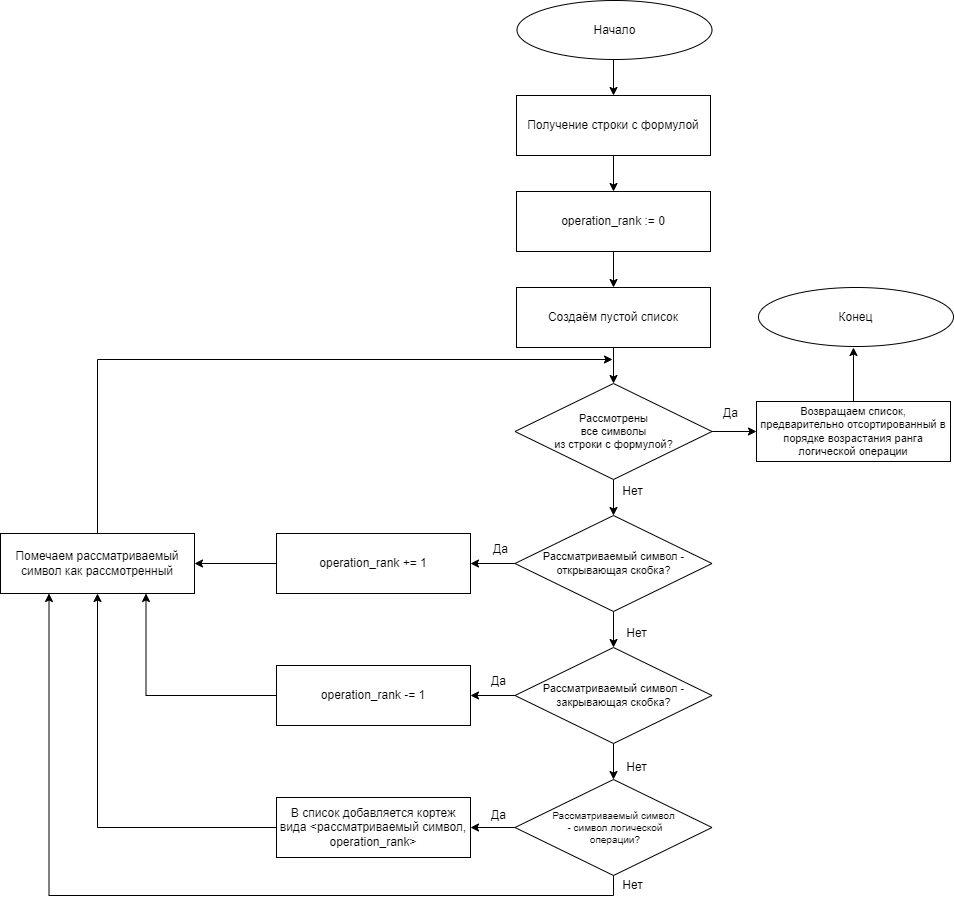 Начало
Получение строки с формулой
operation_rank := 0
Создаём пустой список
Конец
Рассмотрены
все символы
из строки с формулой?
Да
Возвращаем список,
предварительно отсортированный в
порядке возрастания ранга
логической операции
Нет
Помечаем рассматриваемый
символ как рассмотренный
operation_rank += 1
Да
Рассматриваемый символ -
открывающая скобка?
Нет
operation_rank -= 1
Да
Рассматриваемый символ -
закрывающая скобка?
Нет
В список добавляется кортеж
вида <рассматриваемый символ,
operation_rank>
Да
Рассматриваемый символ
- символ логической
операции?
Нет